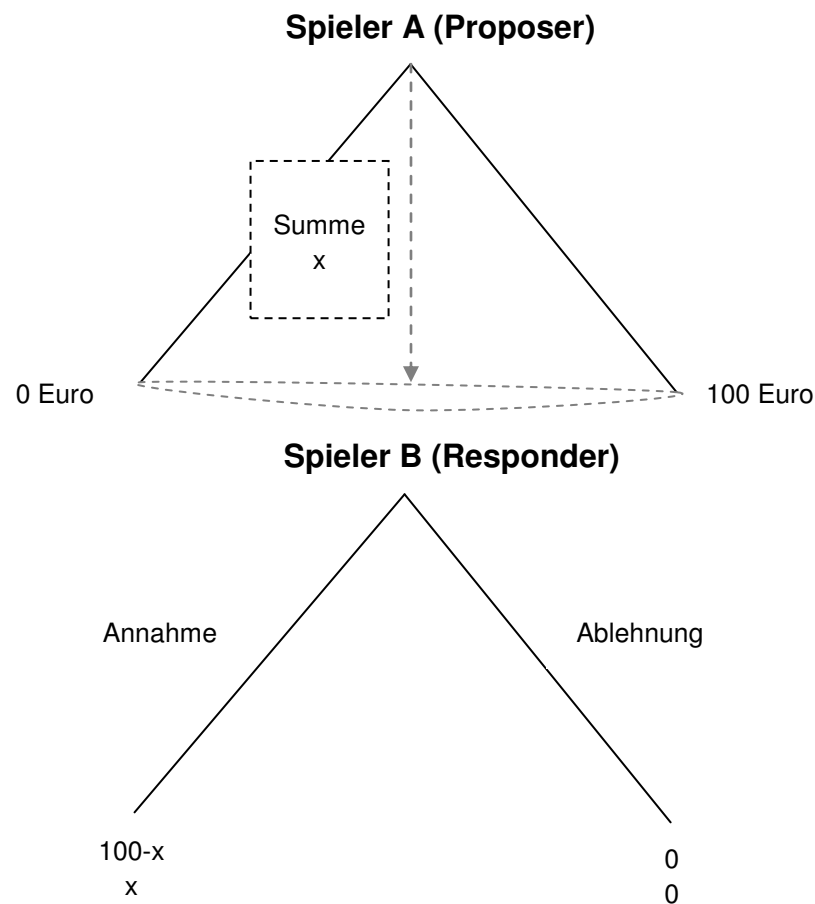 Spieler A (Proposer)
Summe
x
0 Euro
100 Euro
Spieler B (Responder)
Annahme
Ablehnung
100-x
x
0
0